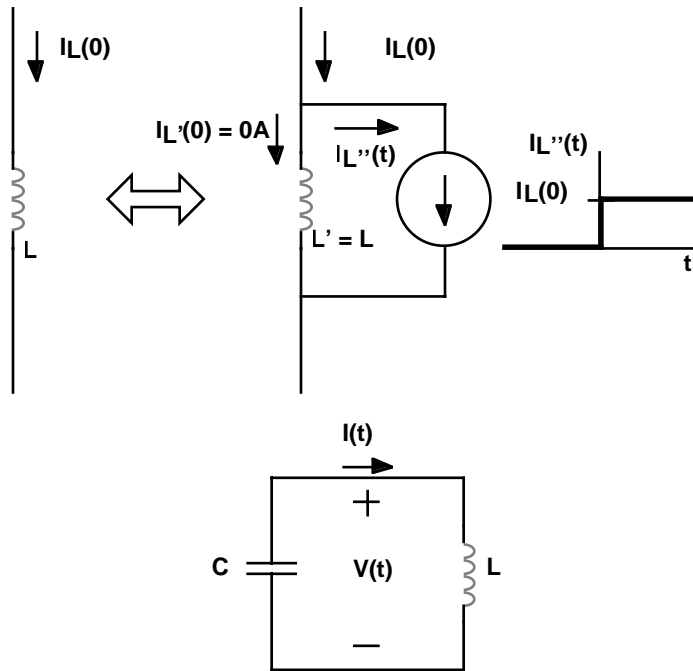 IL(0)
IL(0)
IL'(0) = 0A
IL''(t)
IL''(t)
IL(0)
L
L' = L
t
I(t)
+
C
V(t)
L
−